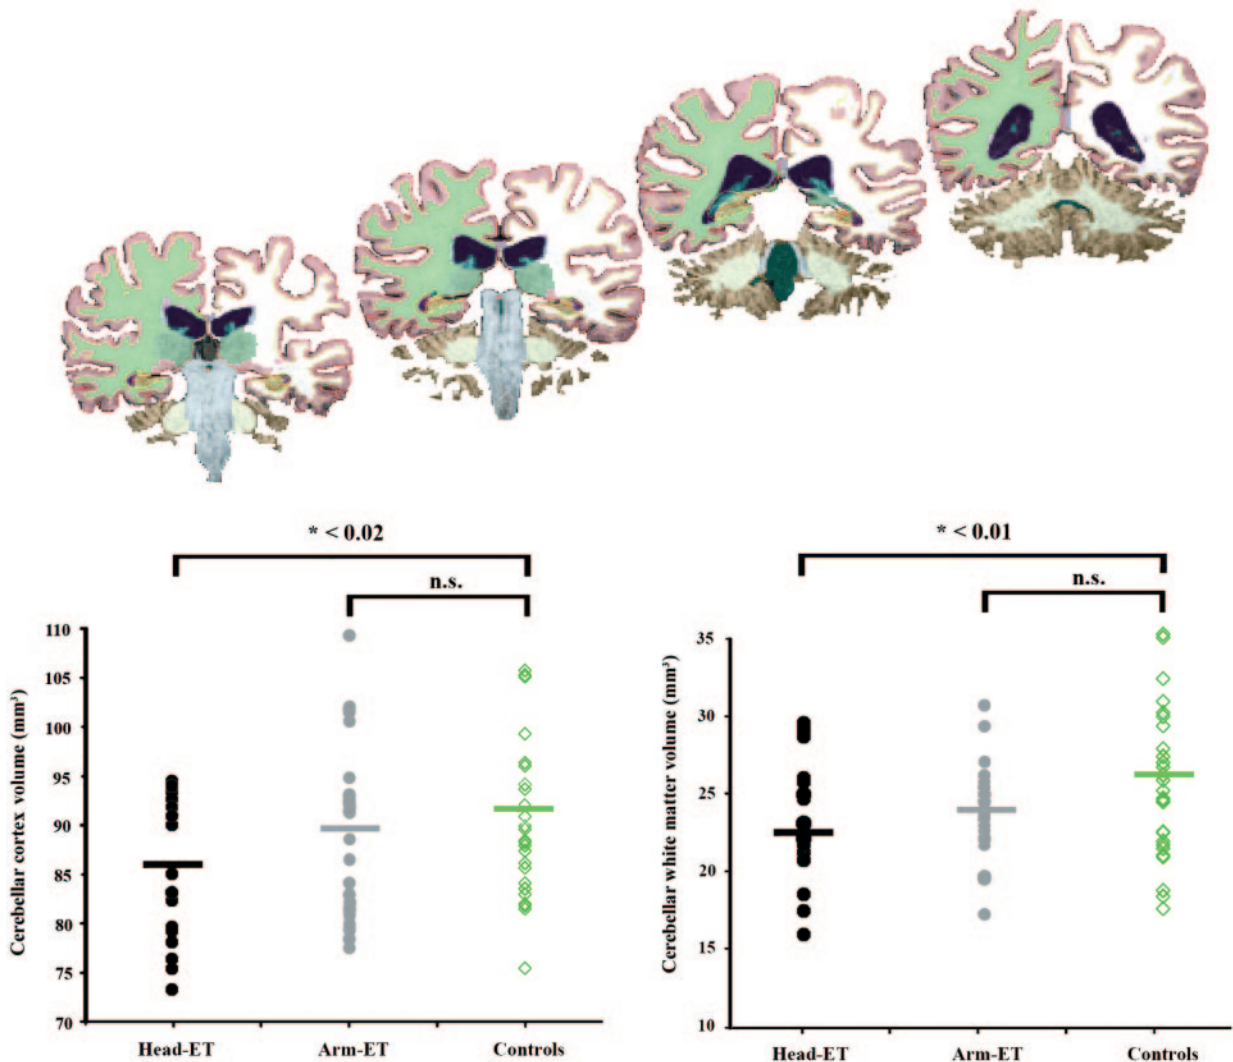 * < 0.02
n.s.
Cerebellar cortex volume (mm³)
110
105
100
95
90
85
80
75
70
Head-ET
Arm-ET
Controls
* < 0.01
n.s.
Cerebellar white matter volume (mm³)
35
30
25
20
15
10
Head-ET
Arm-ET
Controls